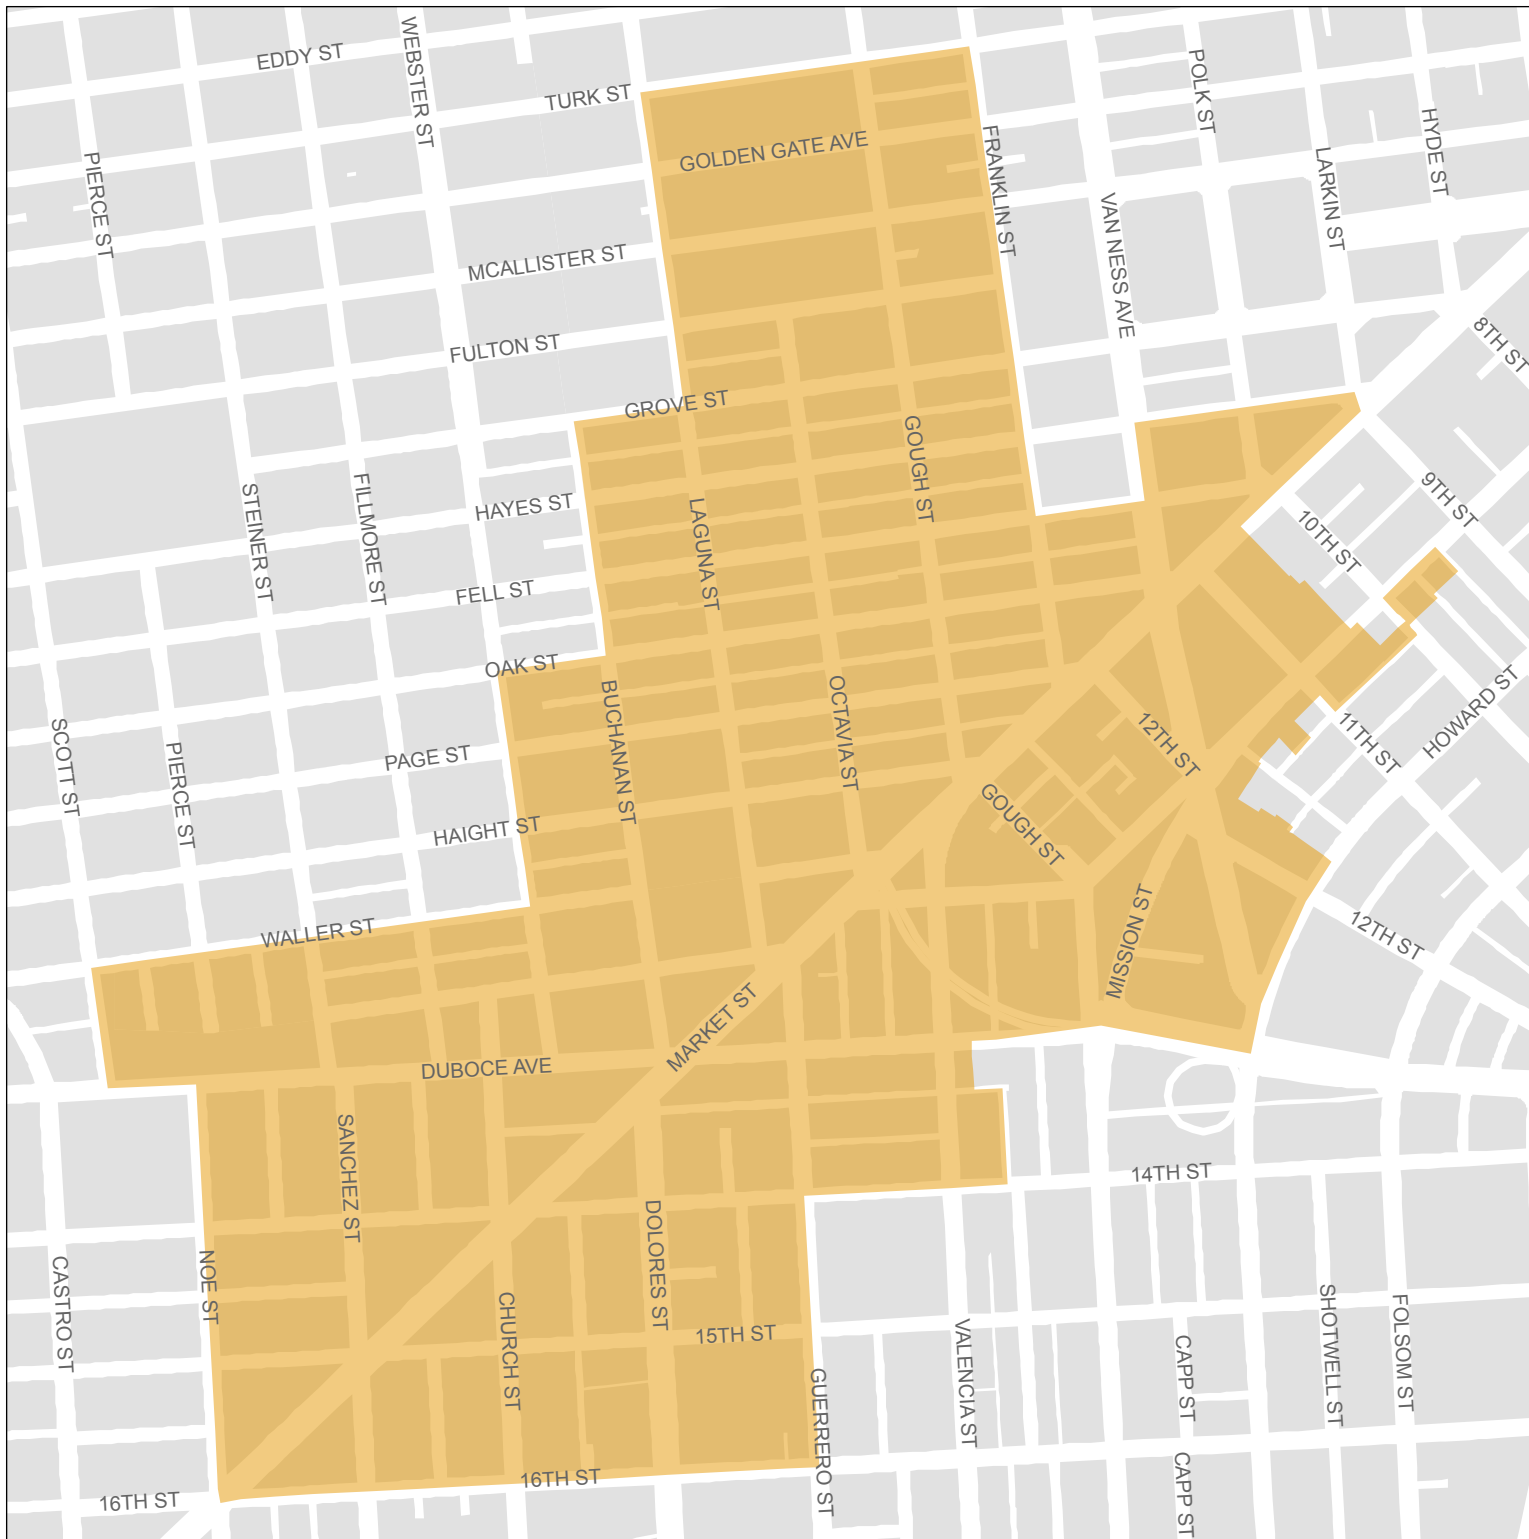 EDDY ST
WEBSTER ST
POLK ST
TURK ST
HYDE ST
GOLDEN GATE AVE
FRANKLIN ST
PIERCE ST
LARKIN ST
VAN NESS AVE
MCALLISTER ST
FULTON ST
8TH ST
GROVE ST
GOUGH ST
STEINER ST
FILLMORE ST
HAYES ST
LAGUNA ST
9TH ST
10TH ST
FELL ST
OAK ST
BUCHANAN ST
OCTAVIA ST
HOWARD ST
SCOTT ST
PIERCE ST
PAGE ST
12TH ST
11TH ST
GOUGH ST
HAIGHT ST
MISSION ST
12TH ST
WALLER ST
MARKET ST
DUBOCE AVE
SANCHEZ ST
14TH ST
DOLORES ST
NOE ST
CASTRO ST
CHURCH ST
15TH ST
VALENCIA ST
SHOTWELL ST
FOLSOM ST
CAPP ST
GUERRERO ST
CAPP ST
16TH ST
16TH ST